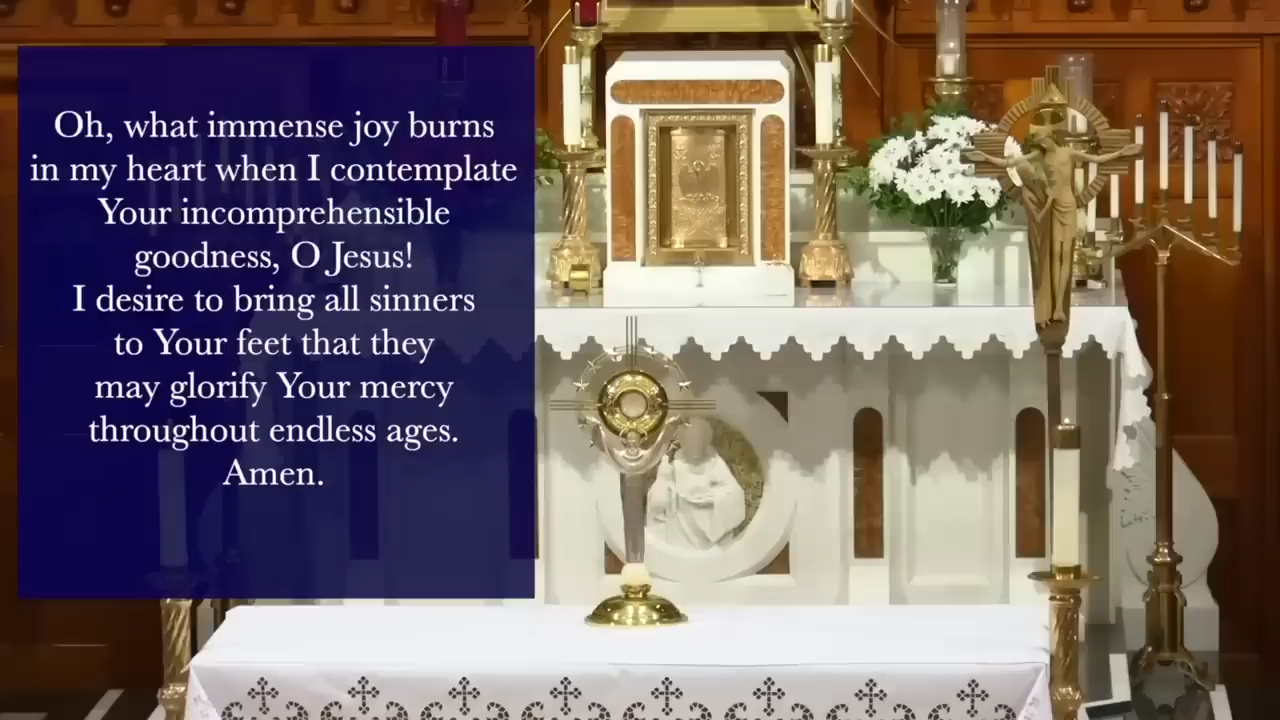 Oh, what immense joy burns
in my heart when I contemplate
Your incomprehensible
goodness, O Jesus!
I desire to bring all sinners
to Your feet that they
may glorify Your mercy
throughout endless ages.
Amen.